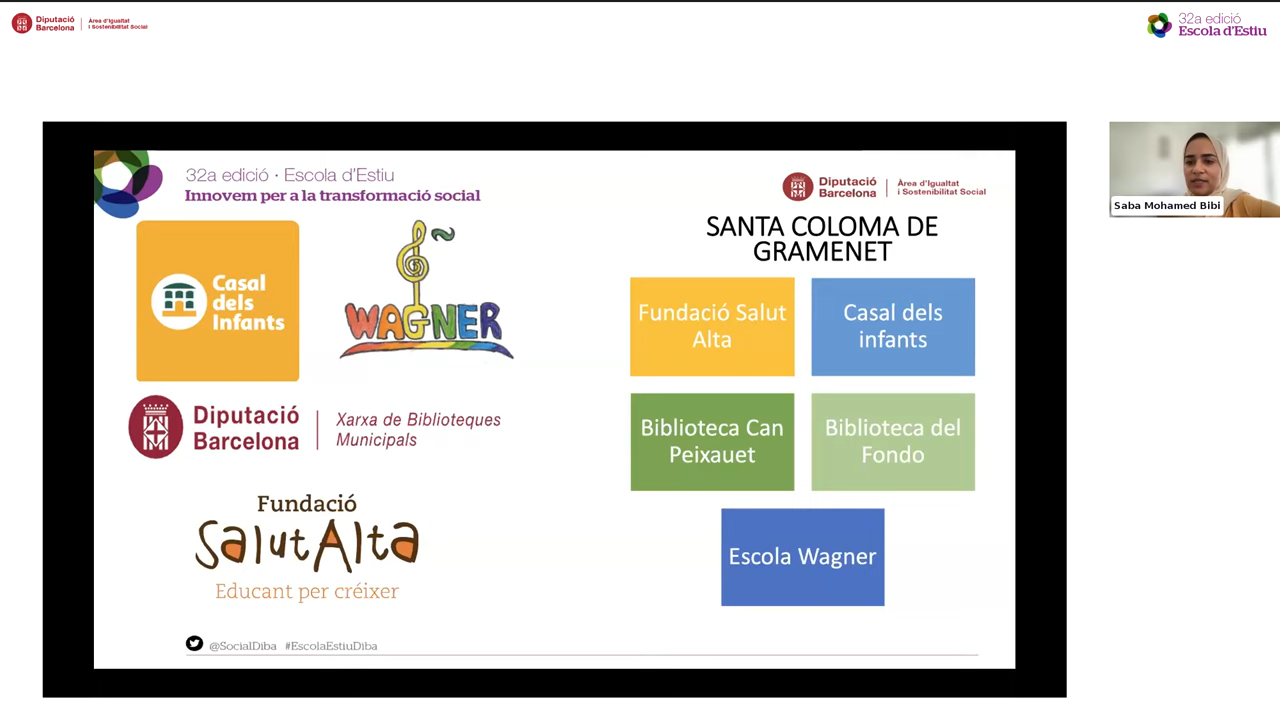 Diputació
Barcelona
Àrea d'Igualtat
i Sostenibilitat Social
32a edició
Escola d'Estiu
32a edició · Escola d'Estiu
Innovem per a la transformació social
Diputació
Barcelona
Àrea d'Igualtat
i Sostenibilitat Social
Casal
dels
Infants
WAGNER
Diputació
Barcelona
Xarxa de Biblioteques
Municipals
Fundació
SalutAlta
Educant per créixer
SANTA COLOMA DE
GRAMENET
Fundació Salut
Alta
Casal dels
infants
Biblioteca Can
Peixauet
Biblioteca del
Fondo
Escola Wagner
@SocialDiba #EscolaEstiuDiba
Saba Mohamed Bibi